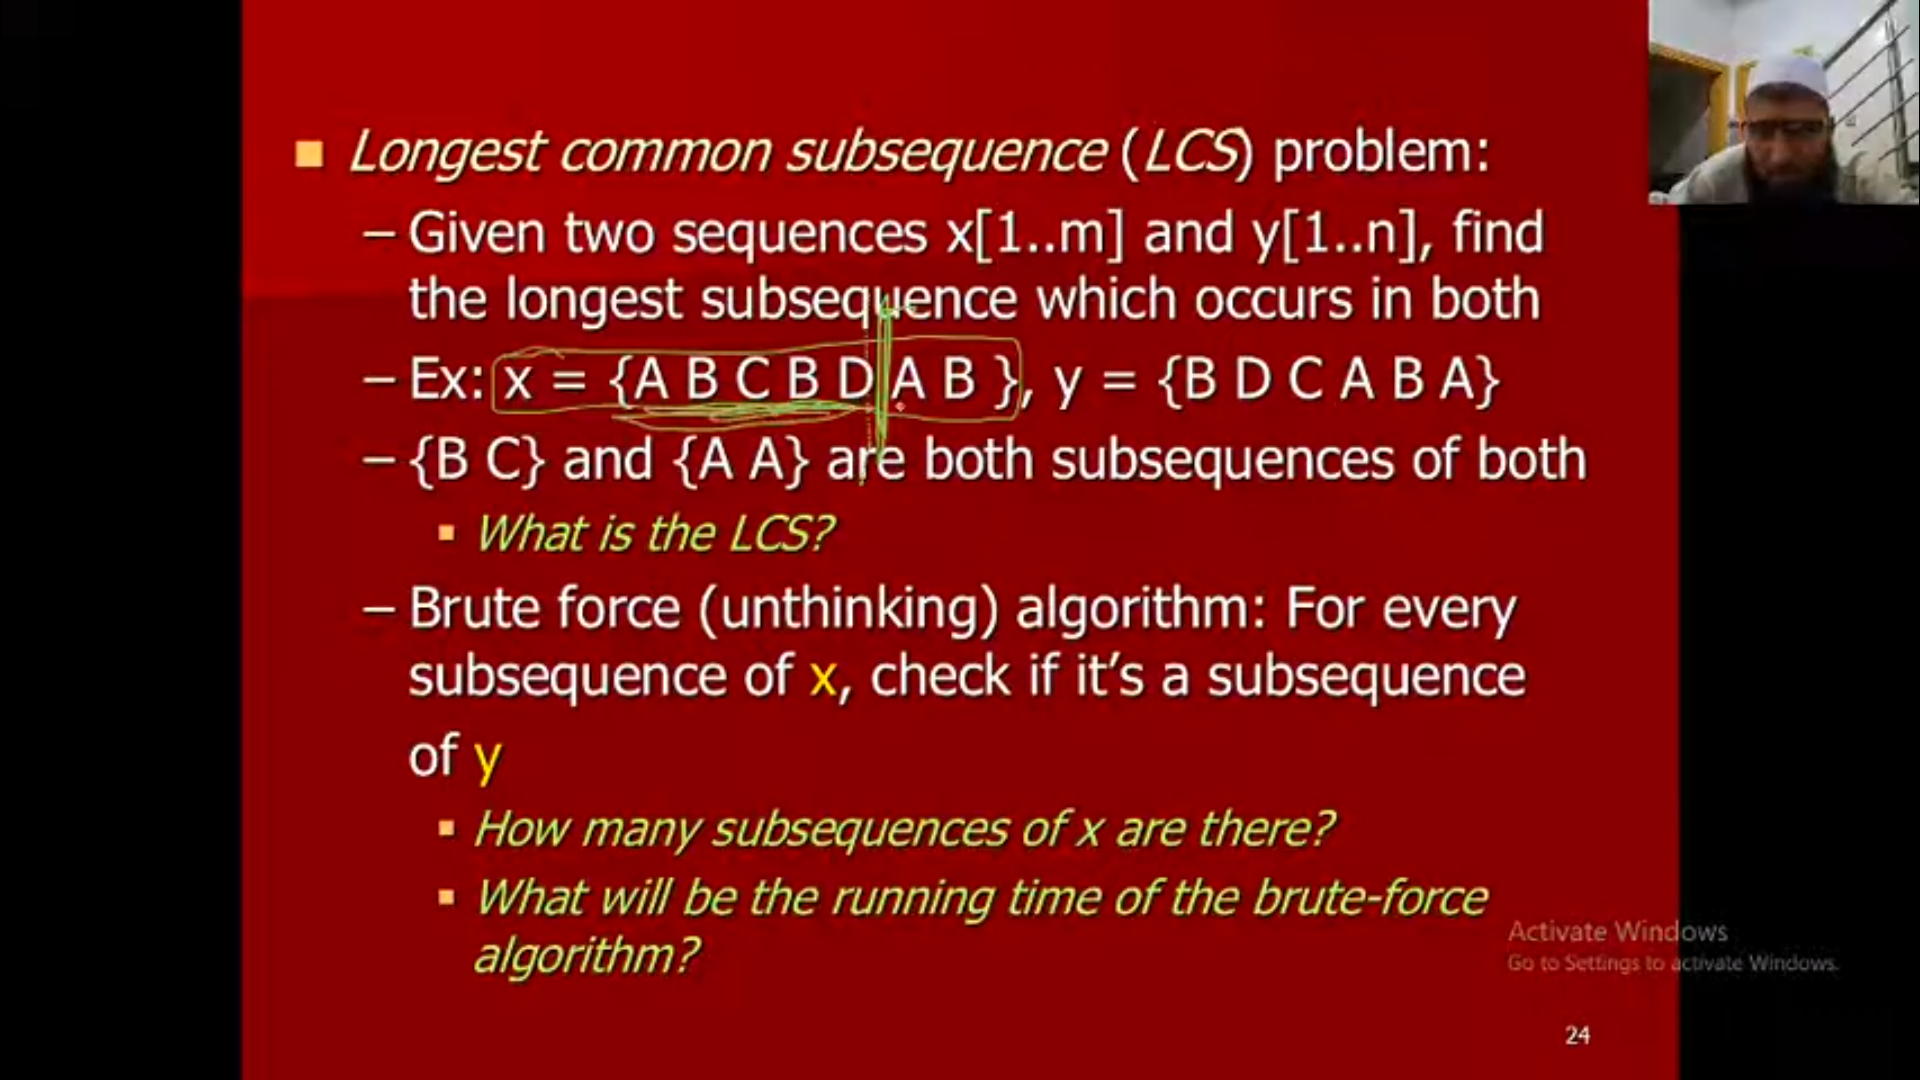 Longest common subsequence (LCS) problem:
– Given two sequences x[1..m] and y[1..n], find
the longest subsequence which occurs in both
– Ex: x = {A B C B D A B }, y = {B D C A B A}
– {B C} and {A A} are both subsequences of both
What is the LCS?
– Brute force (unthinking) algorithm: For every
subsequence of x, check if it’s a subsequence
of y
How many subsequences of x are there?
What will be the running time of the brute-force
algorithm?
Activate Windows
Go to Settings to activate Windows.
24